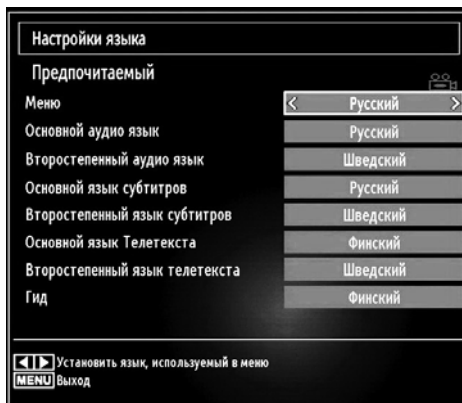 Настройки языка
Предпочитаемый
Меню < Русский >
Основной аудио язык Русский
Второстепенный аудио язык Шведский
Основной язык субтитров Русский
Второстепенный язык субтитров Шведский
Основной язык Телетекста Финский
Второстепенный язык телетекста Шведский
Гид Финский
Установить язык, используемый в меню
MENU Выход